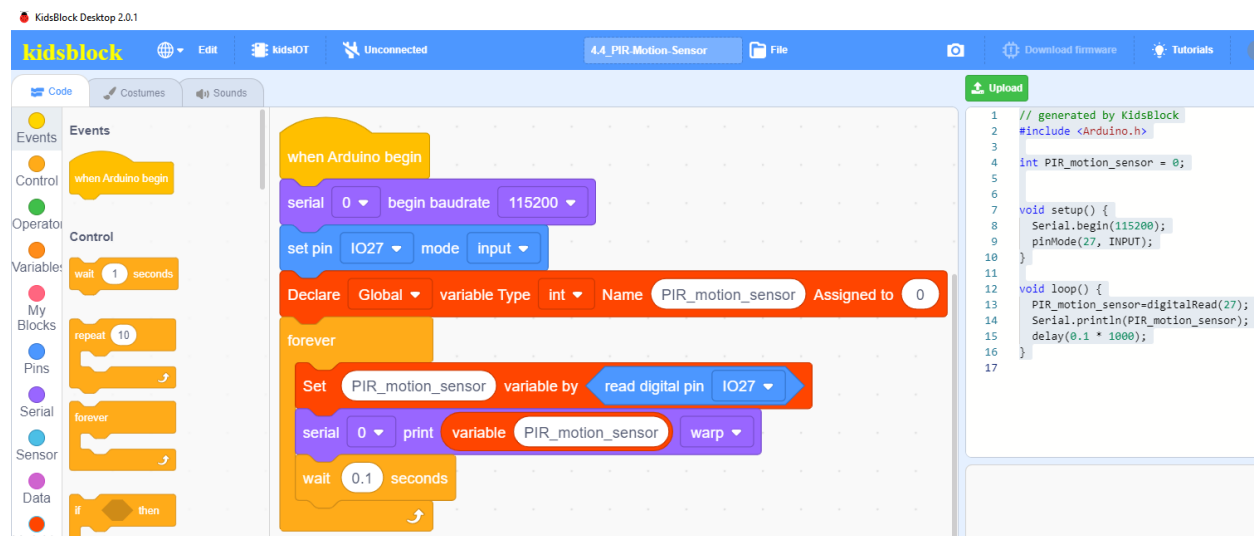 KidsBlock Desktop 2.0.1
kidsblock Edit kidsIOT Unconnected 4.4_PIR-Motion-Sensor File Download firmware Tutorials
Code Costumes Sounds
Upload
Events
Control
Operator
Variables
My
Blocks
Pins
Serial
Sensor
Data
Events
when Arduino begin
Control
wait 1 seconds
repeat 10
forever
if then
when Arduino begin
serial 0 begin baudrate 115200
set pin IO27 mode input
Declare Global variable Type int Name PIR_motion_sensor Assigned to 0
forever
Set PIR_motion_sensor variable by read digital pin IO27
serial 0 print variable PIR_motion_sensor warp
wait 0.1 seconds
1 // generated by KidsBlock
2 #include <Arduino.h>
3
4 int PIR_motion_sensor = 0;
5
6
7 void setup() {
8 Serial.begin(115200);
9 pinMode(27, INPUT);
10 }
11
12 void loop() {
13 PIR_motion_sensor=digitalRead(27);
14 Serial.println(PIR_motion_sensor);
15 delay(0.1 * 1000);
16 }
17